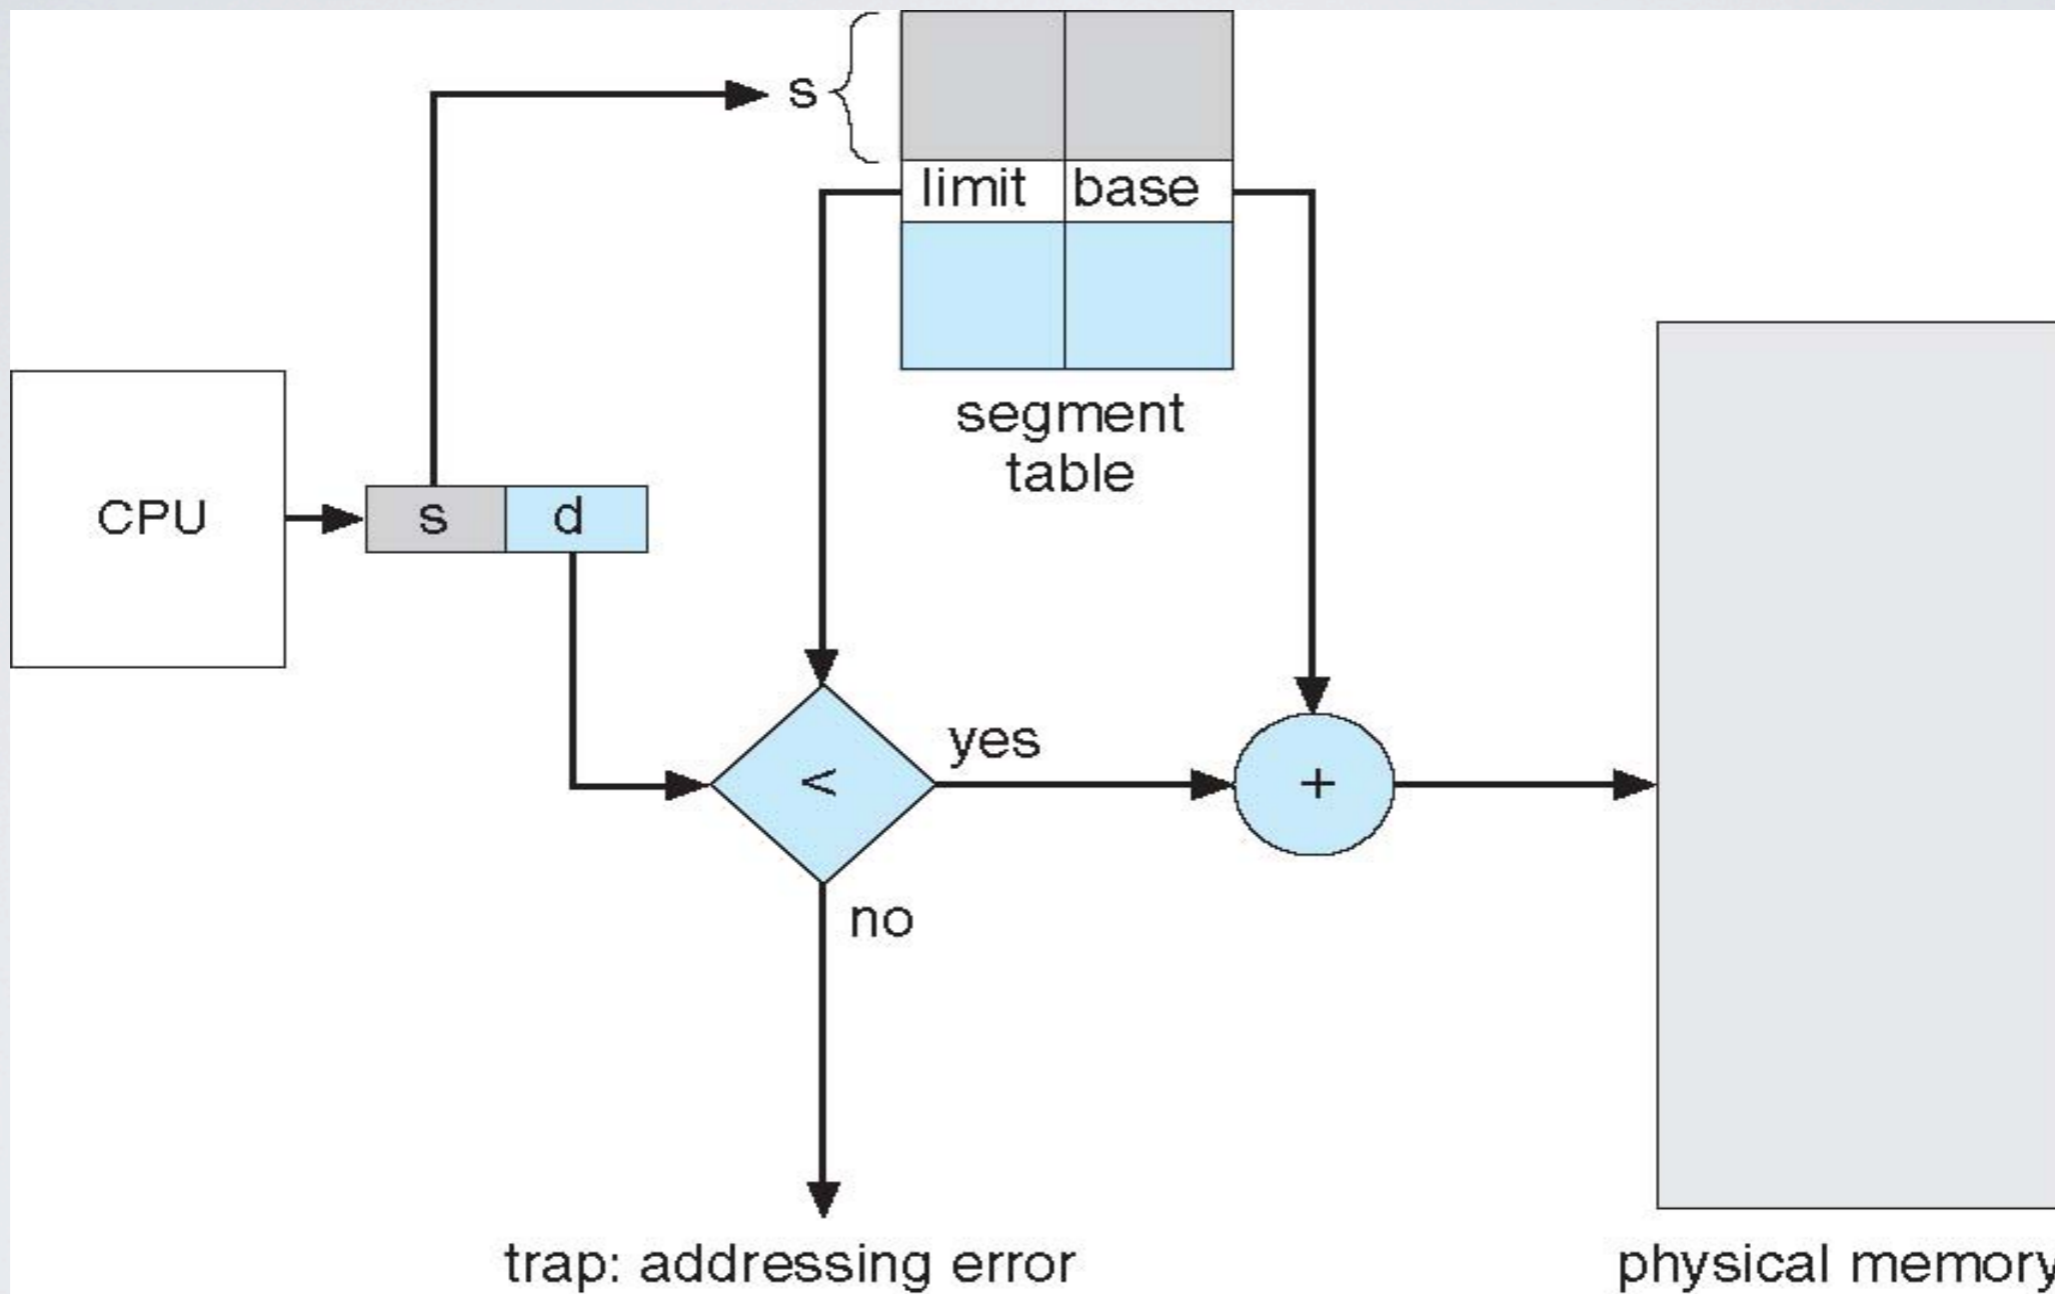 s
limit base
segment
table
CPU
s d
yes
< +
no
trap: addressing error
physical memory